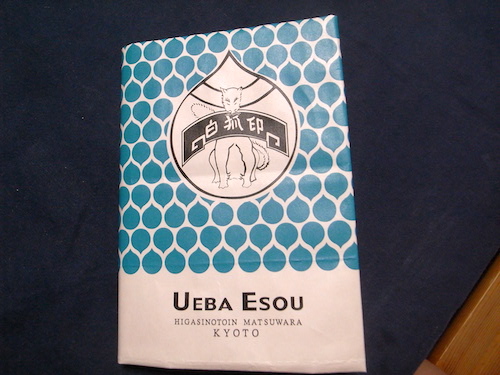 白狐印
UEBA ESOU
HIGASINOTOIN MATSUWARA
KYOTO